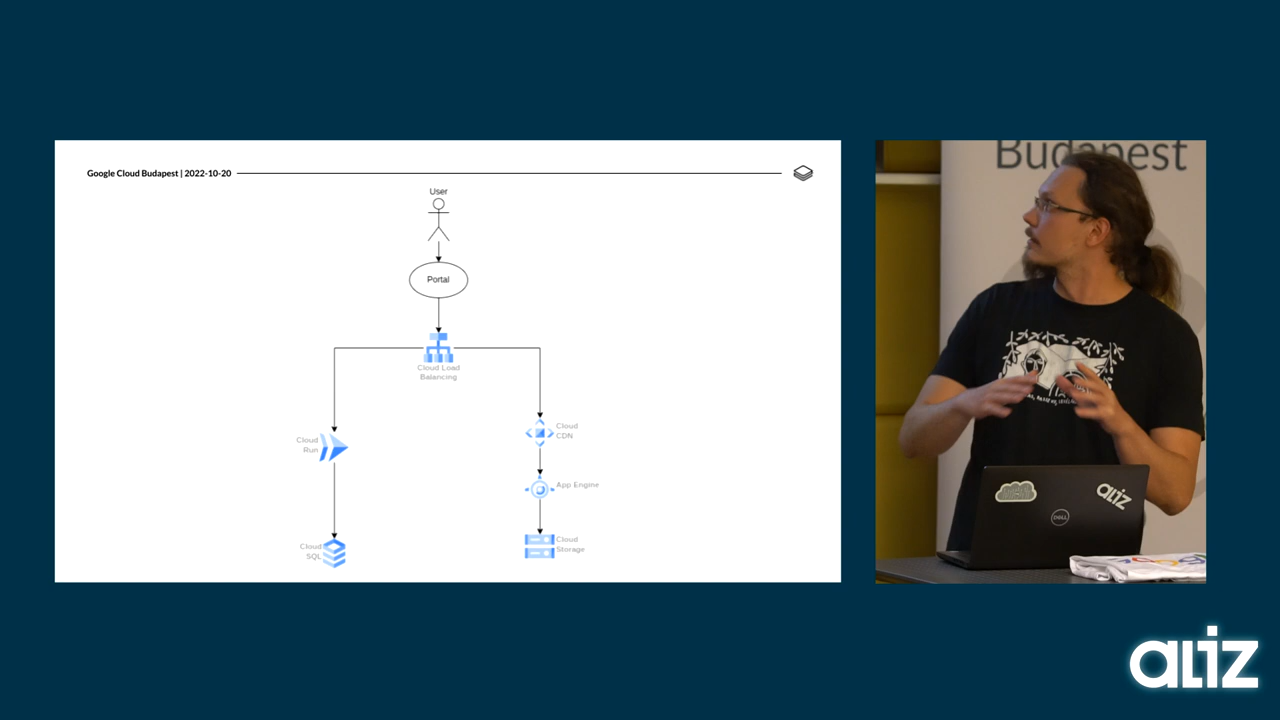 Google Cloud Budapest | 2022-10-20
User
Portal
Cloud Load
Balancing
Cloud
Run
Cloud
CDN
App Engine
Cloud
SQL
Cloud
Storage
Budapest
aliz
DELL
aliz